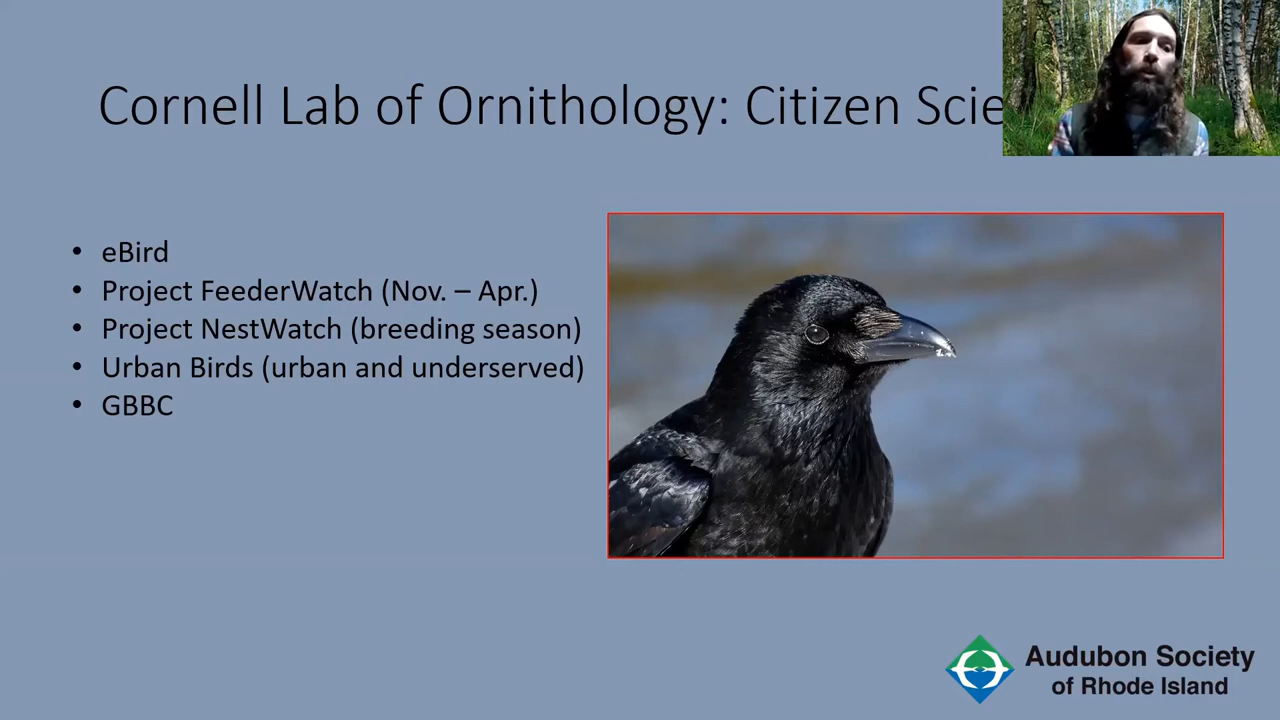 Cornell Lab of Ornithology: Citizen Scie
• eBird
• Project FeederWatch (Nov. – Apr.)
• Project NestWatch (breeding season)
• Urban Birds (urban and underserved)
• GBBC
Audubon Society
of Rhode Island